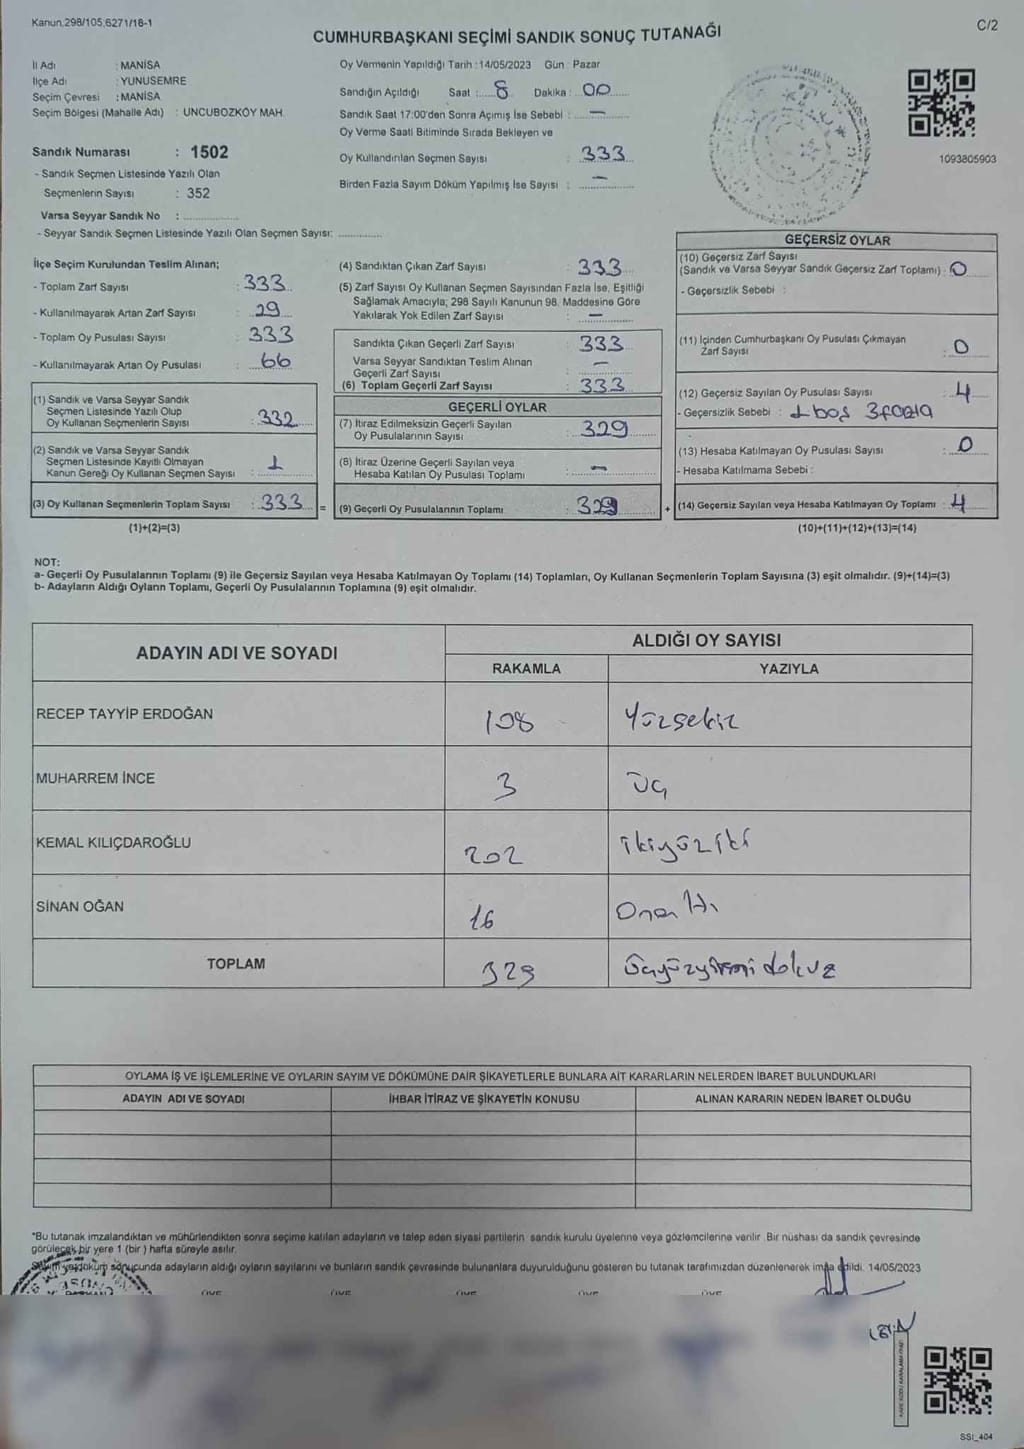 Kanun,298/105;6271/18-1
C/2
CUMHURBAŞKANI SEÇİMİ SANDIK SONUÇ TUTANAĞI
İl Adı : MANİSA
İlçe Adı : YUNUSEMRE
Seçim Çevresi : MANİSA
Seçim Bölgesi (Mahalle Adı) : UNCUBOZKÖY MAH.
Sandık Numarası : 1502
- Sandık Seçmen Listesinde Yazılı Olan
Seçmenlerin Sayısı : 352
Varsa Seyyar Sandık No :
- Seyyar Sandık Seçmen Listesinde Yazılı Olan Seçmen Sayısı:
Oy Vermenin Yapıldığı Tarih :14/05/2023 Gün : Pazar
Sandığın Açıldığı Saat : 8 Dakika : 00
Sandık Saat 17:00'den Sonra Açımış İse Sebebi : —
Oy Verme Saati Bitiminde Sırada Bekleyen ve
Oy Kullandırılan Seçmen Sayısı : 333
Birden Fazla Sayım Döküm Yapılmış İse Sayısı : —
1093805903
İlçe Seçim Kurulundan Teslim Alınan;
- Toplam Zarf Sayısı : 333
- Kullanılmayarak Artan Zarf Sayısı : 29
- Toplam Oy Pusulası Sayısı : 333
- Kullanılmayarak Artan Oy Pusulası : 66
(1) Sandık ve Varsa Seyyar Sandık
Seçmen Listesinde Yazılı Olup
Oy Kullanan Seçmenlerin Sayısı : 332
(2) Sandık ve Varsa Seyyar Sandık
Seçmen Listesinde Kayıtlı Olmayan
Kanun Gereği Oy Kullanan Seçmen Sayısı : 1
(3) Oy Kullanan Seçmenlerin Toplam Sayısı : 333 =
(1)+(2)=(3)
(4) Sandıktan Çıkan Zarf Sayısı : 333
(5) Zarf Sayısı Oy Kullanan Seçmen Sayısından Fazla İse, Eşitliği
Sağlamak Amacıyla; 298 Sayılı Kanunun 98. Maddesine Göre
Yakılarak Yok Edilen Zarf Sayısı : —
Sandıkta Çıkan Geçerli Zarf Sayısı : 333
Varsa Seyyar Sandıktan Teslim Alınan
Geçerli Zarf Sayısı : —
(6) Toplam Geçerli Zarf Sayısı : 333
GEÇERLİ OYLAR
(7) İtiraz Edilmeksizin Geçerli Sayılan
Oy Pusulalarının Sayısı : 329
(8) İtiraz Üzerine Geçerli Sayılan veya
Hesaba Katılan Oy Pusulası Toplamı : —
(9) Geçerli Oy Pusulalarının Toplamı : 329 +
GEÇERSİZ OYLAR
(10) Geçersiz Zarf Sayısı
(Sandık ve Varsa Seyyar Sandık Geçersiz Zarf Toplamı) : 0
- Geçersizlik Sebebi :
(11) İçinden Cumhurbaşkanı Oy Pusulası Çıkmayan
Zarf Sayısı : 0
(12) Geçersiz Sayılan Oy Pusulası Sayısı : 4
- Geçersizlik Sebebi : 1 boş 3 fazla
(13) Hesaba Katılmayan Oy Pusulası Sayısı : 0
- Hesaba Katılmama Sebebi :
(14) Geçersiz Sayılan veya Hesaba Katılmayan Oy Toplamı : 4
(10)+(11)+(12)+(13)=(14)
NOT:
a- Geçerli Oy Pusulalarının Toplamı (9) ile Geçersiz Sayılan veya Hesaba Katılmayan Oy Toplamı (14) Toplamları, Oy Kullanan Seçmenlerin Toplam Sayısına (3) eşit olmalıdır. (9)+(14)=(3)
b- Adayların Aldığı Oyların Toplamı, Geçerli Oy Pusulalarının Toplamına (9) eşit olmalıdır.
ADAYIN ADI VE SOYADI
ALDIĞI OY SAYISI
RAKAMLA YAZIYLA
RECEP TAYYİP ERDOĞAN 108 Yüzsekiz
MUHARREM İNCE 3 Üç
KEMAL KILIÇDAROĞLU 202 ikiyüziki
SİNAN OĞAN 16 Onaltı
TOPLAM 329 üçyüzyirmidokuz
OYLAMA İŞ VE İŞLEMLERİNE VE OYLARIN SAYIM VE DÖKÜMÜNE DAİR ŞİKAYETLERLE BUNLARA AİT KARARLARIN NELERDEN İBARET BULUNDUKLARI
ADAYIN ADI VE SOYADI İHBAR İTİRAZ VE ŞİKAYETİN KONUSU ALINAN KARARIN NEDEN İBARET OLDUĞU
*Bu tutanak imzalandıktan ve mühürlendikten sonra seçime katılan adayların ve talep eden siyasi partilerin sandık kurulu üyelerine veya gözlemcilerine verilir. Bir nüshası da sandık çevresinde
görülecek bir yere 1 (bir) hafta süreyle asılır.
sonucunda adayların aldığı oyların sayılarını ve bunların sandık çevresinde bulunanlara duyurulduğunu gösteren bu tutanak tarafımızdan düzenlenerek imza edildi. 14/05/2023
ÜYE ÜYE ÜYE ÜYE ÜYE
SSI_404